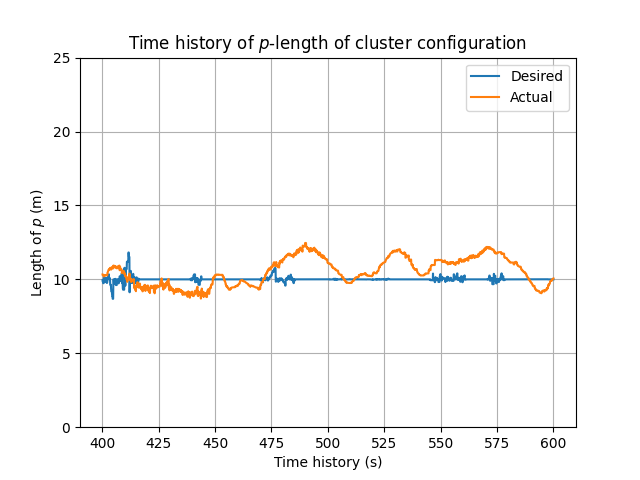 Time history of p-length of cluster configuration
25
20
15
10
5
0
Length of p (m)
Desired
Actual
400 425 450 475 500 525 550 575 600
Time history (s)